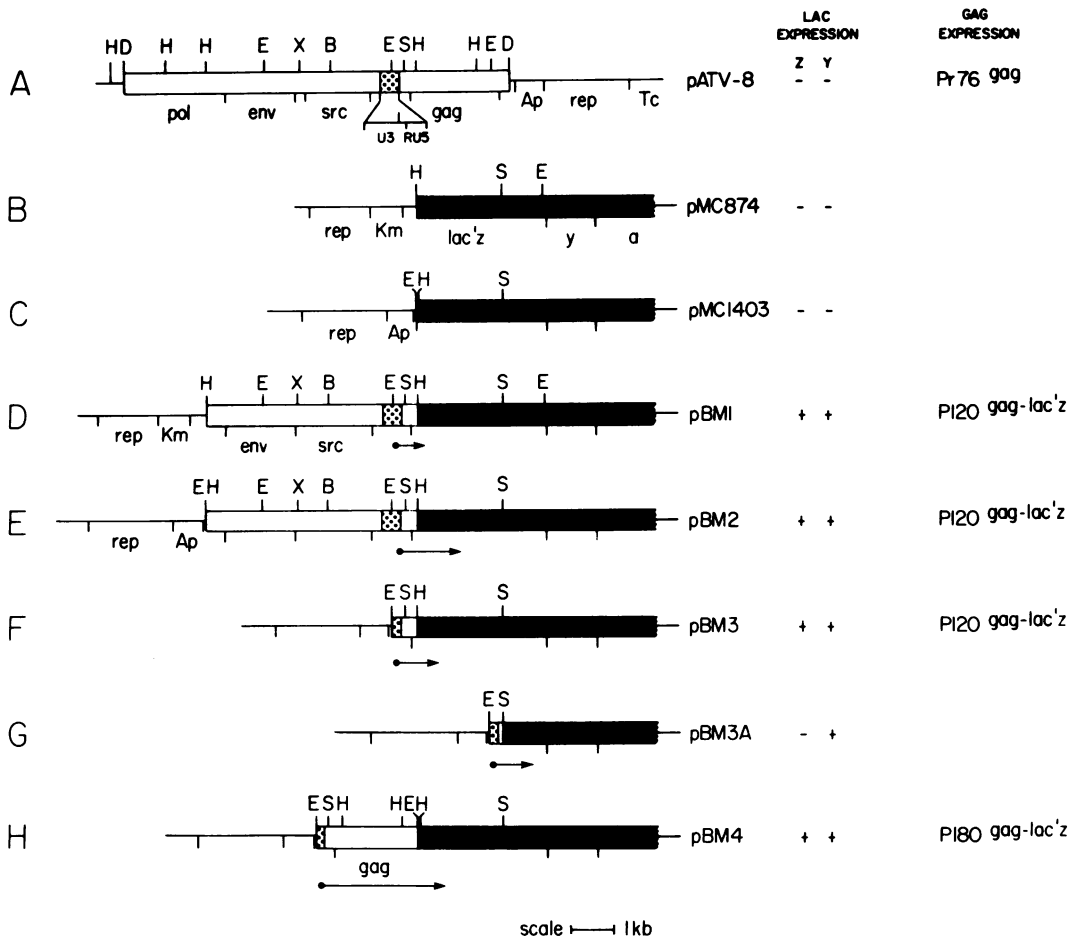 LAC EXPRESSION
GAG EXPRESSION
Z Y
A
H D H H E X B E S H H E D
pATV-8 - - Pr76 gag
pol env src gag Ap rep Tc
U3 RU5
B
H S E
pMC874 - -
rep Km lac'z y a
C
E H S
pMC1403 - -
rep Ap
D
H E X B E S H S E
pBM1 + + P120 gag-lac'z
rep Km env src
E
E H E X B E S H S
pBM2 + + P120 gag-lac'z
rep Ap
F
E S H S
pBM3 + + P120 gag-lac'z
G
E S
pBM3A - +
H
E S H H E H S
pBM4 + + P180 gag-lac'z
gag
scale 1kb